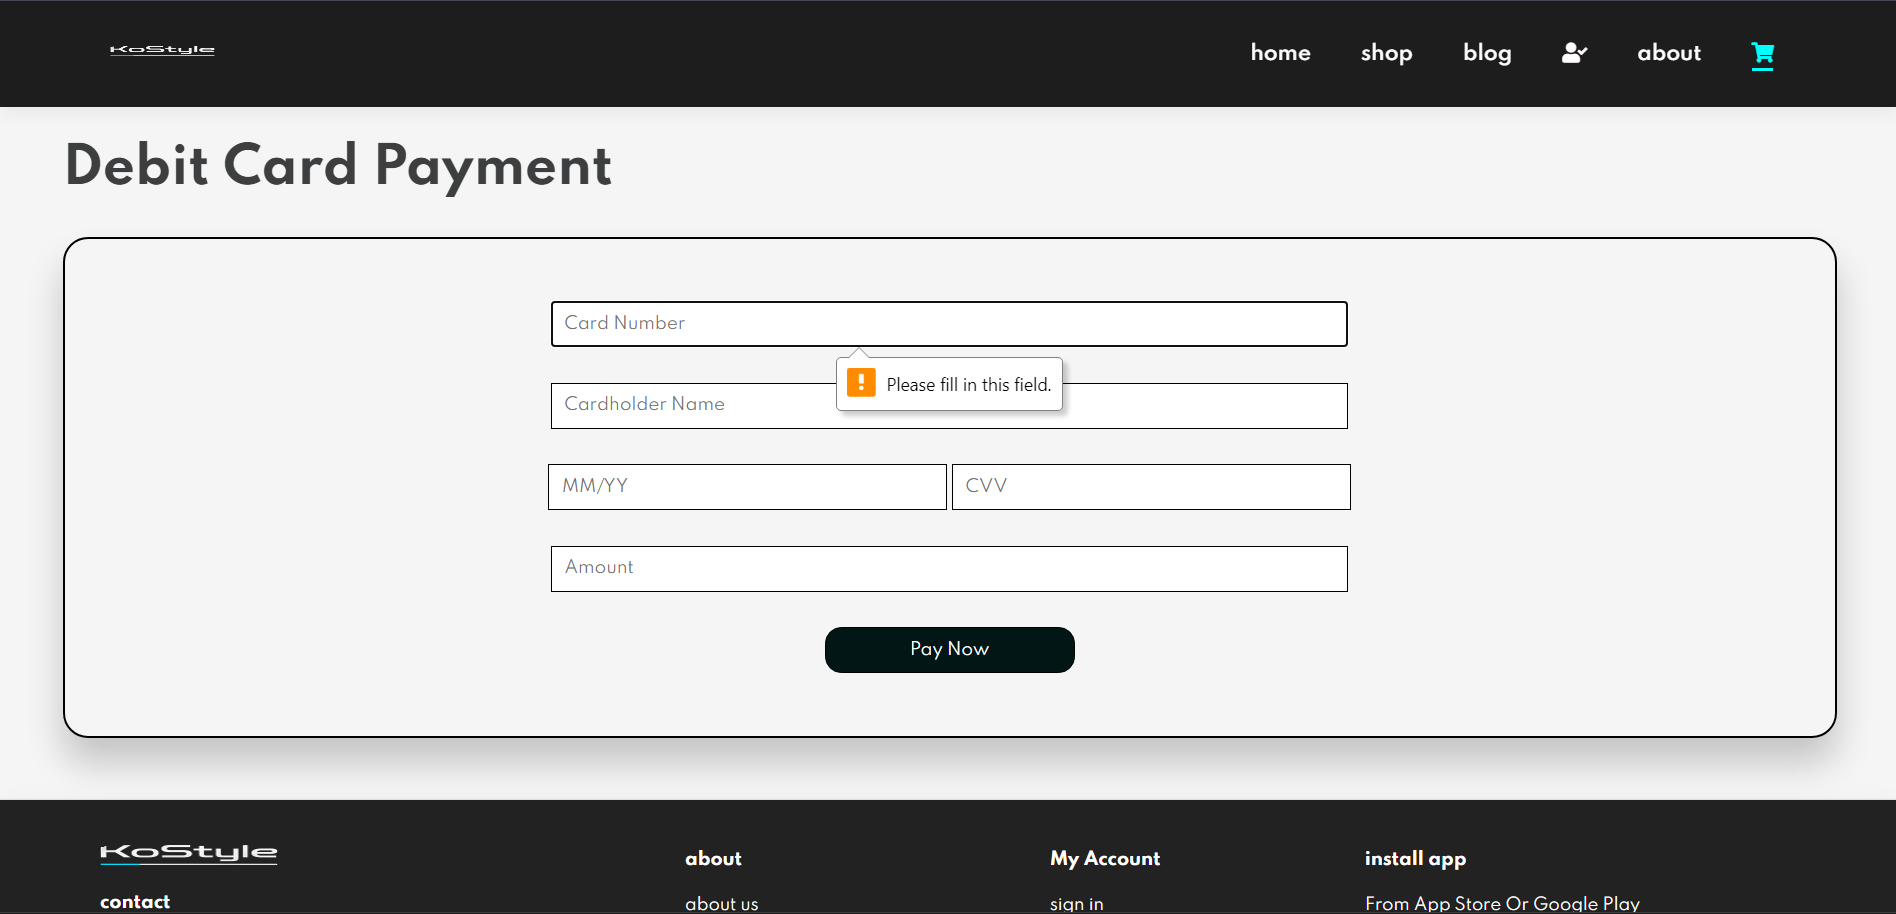 KoStyle
home shop blog about
Debit Card Payment
Card Number
Please fill in this field.
Cardholder Name
MM/YY CVV
Amount
Pay Now
KoStyle about My Account install app
contact about us sign in From App Store Or Google Play